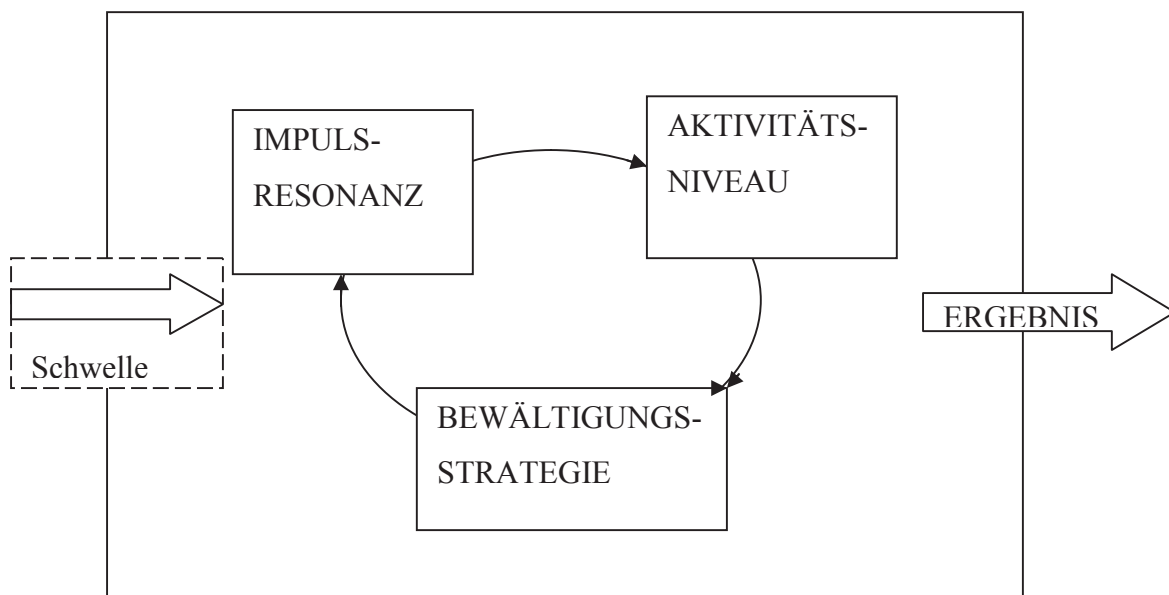 IMPULS-
RESONANZ
AKTIVITÄTS-
NIVEAU
Schwelle
ERGEBNIS
BEWÄLTIGUNGS-
STRATEGIE